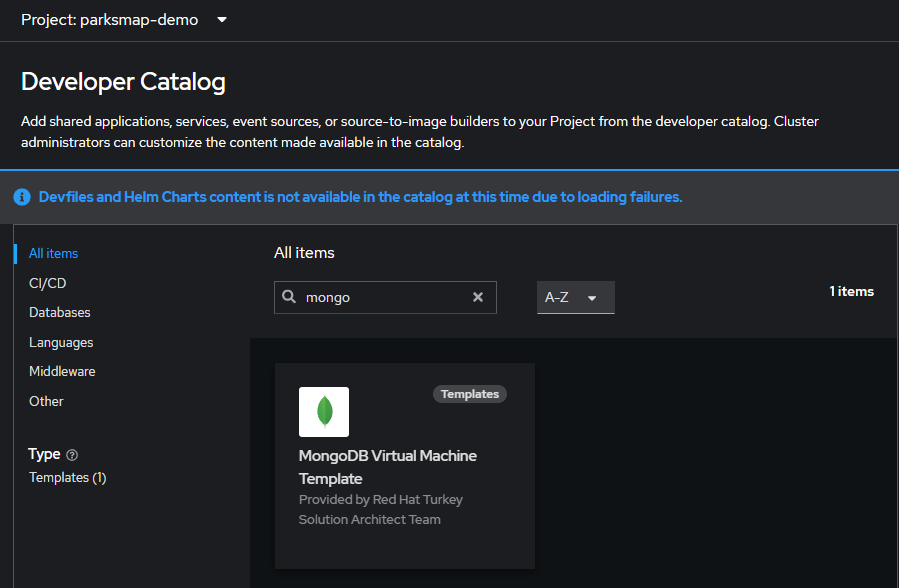 Project: parksmap-demo
Developer Catalog
Add shared applications, services, event sources, or source-to-image builders to your Project from the developer catalog. Cluster
administrators can customize the content made available in the catalog.
Devfiles and Helm Charts content is not available in the catalog at this time due to loading failures.
All items
CI/CD
Databases
Languages
Middleware
Other
Type
Templates (1)
All items
mongo
A-Z
1 items
Templates
MongoDB Virtual Machine
Template
Provided by Red Hat Turkey
Solution Architect Team